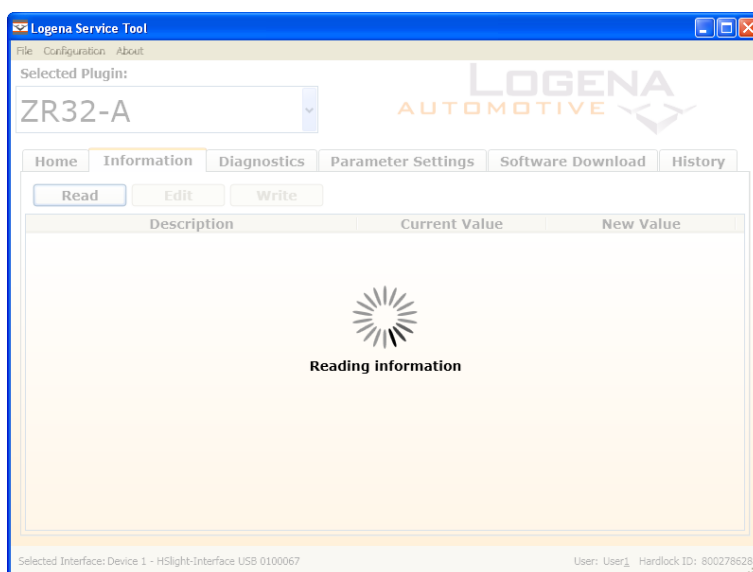 Logena Service Tool
File Configuration About
Selected Plugin:
LOGENA
AUTOMOTIVE
ZR32-A
Home Information Diagnostics Parameter Settings Software Download History
Read Edit Write
Description Current Value New Value
Reading information
Selected Interface: Device 1 - HSlight-Interface USB 0100067 User: User1 Hardlock ID: 800278628